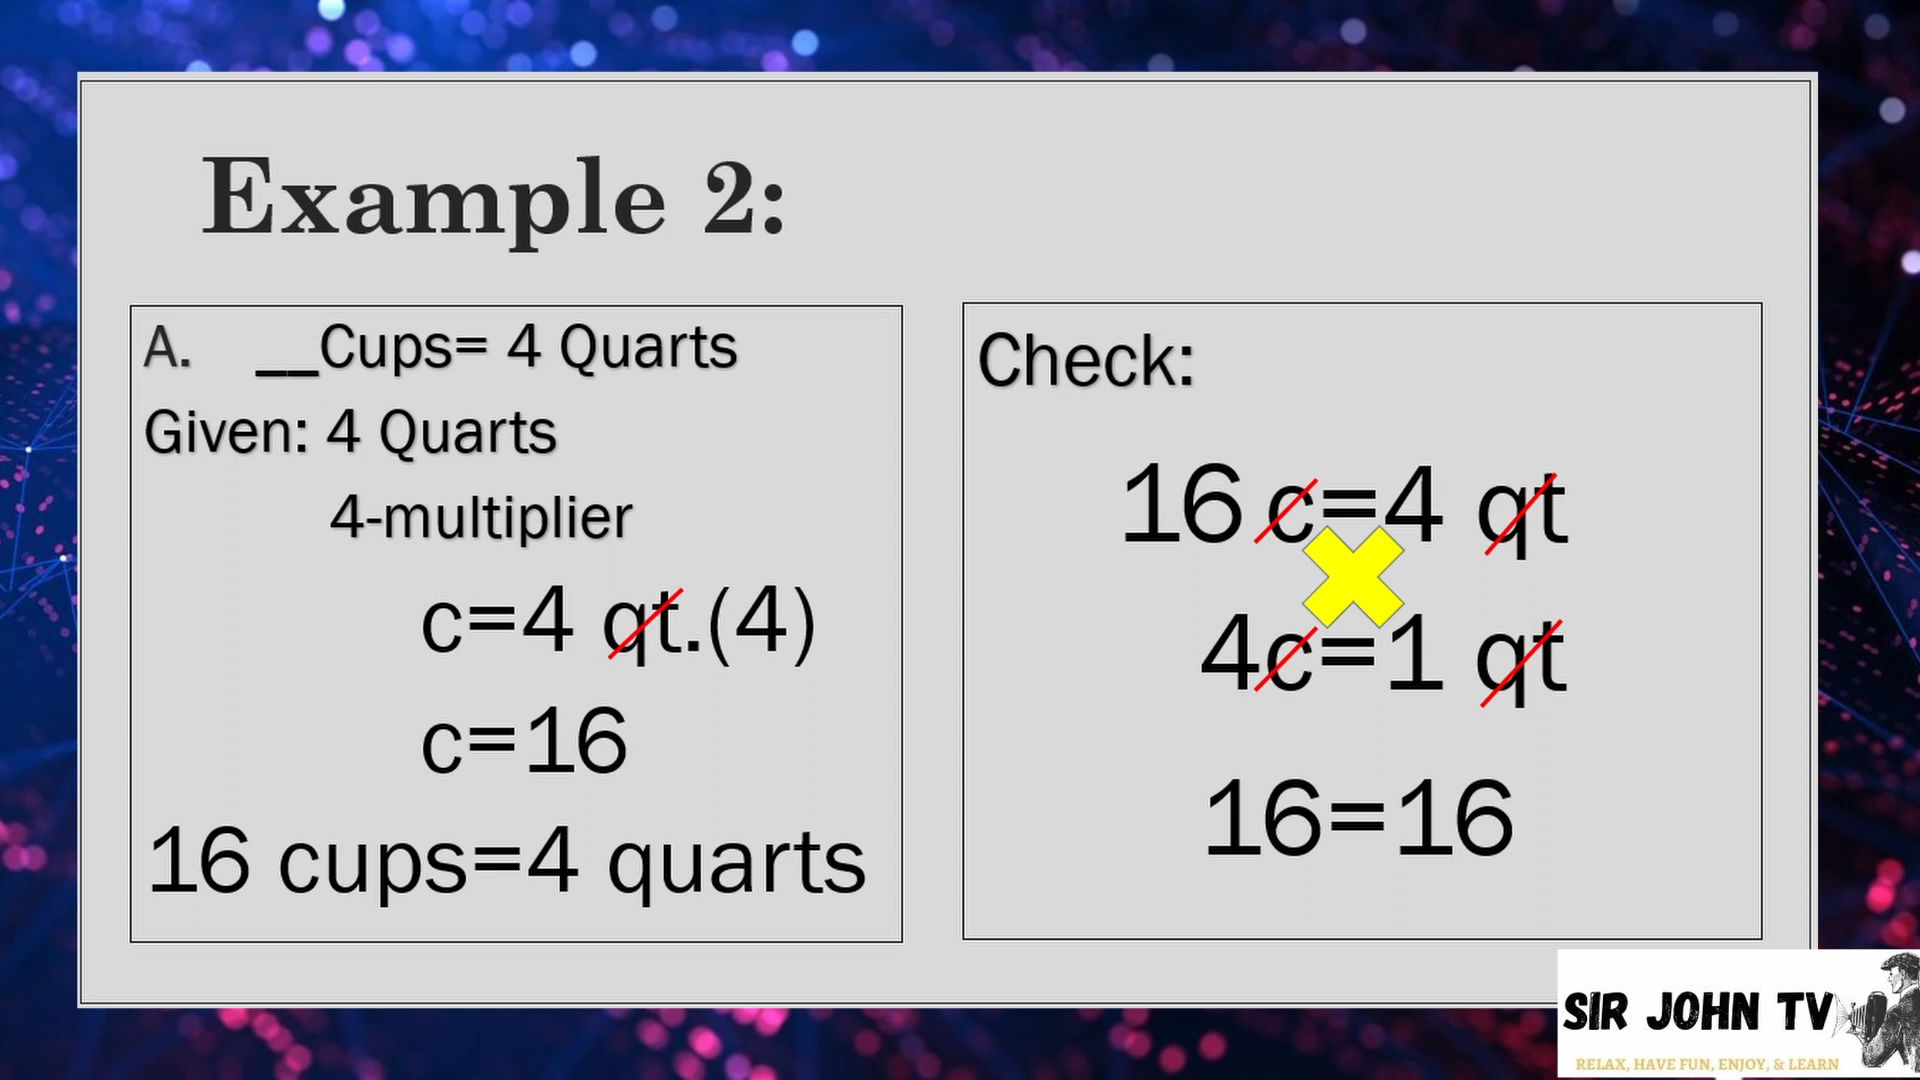 Example 2:
A. __Cups= 4 Quarts
Given: 4 Quarts
4-multiplier
c=4 qt.(4)
c=16
16 cups=4 quarts
Check:
16 c=4 qt
4c=1 qt
16=16
SIR JOHN TV
RELAX, HAVE FUN, ENJOY, & LEARN